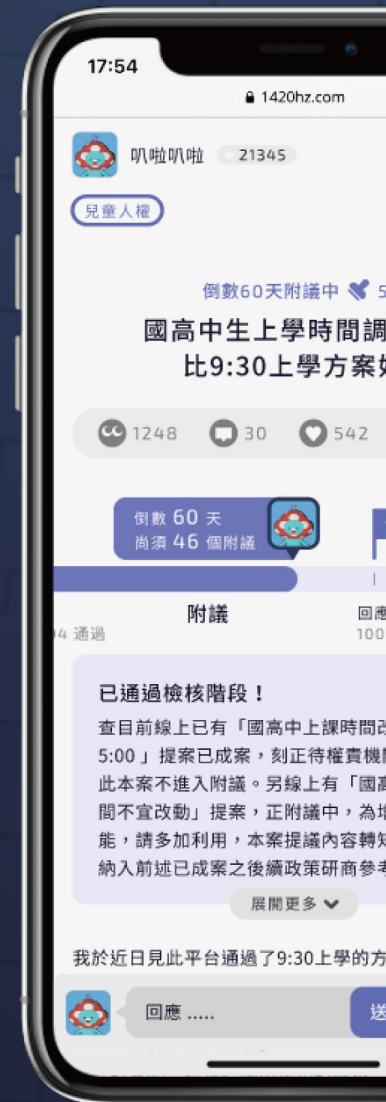 17:54
1420hz.com
叭啦叭啦 21345
兒童人權
倒數60天附議中 5
國高中生上學時間調
比9:30上學方案
1248 30 542
倒數 60 天
尚須 46 個附議
附議
回應
4 通過
100
已通過檢核階段！
查目前線上已有「國高中上課時間改
5:00 」提案已成案，刻正待權責機
此本案不進入附議。另線上有「國高
間不宜改動」提案，正附議中，為增
能，請多加利用，本案提議內容轉知
納入前述已成案之後續政策研商參考
展開更多
我於近日見此平台通過了9:30上學的方
回應 .....
送